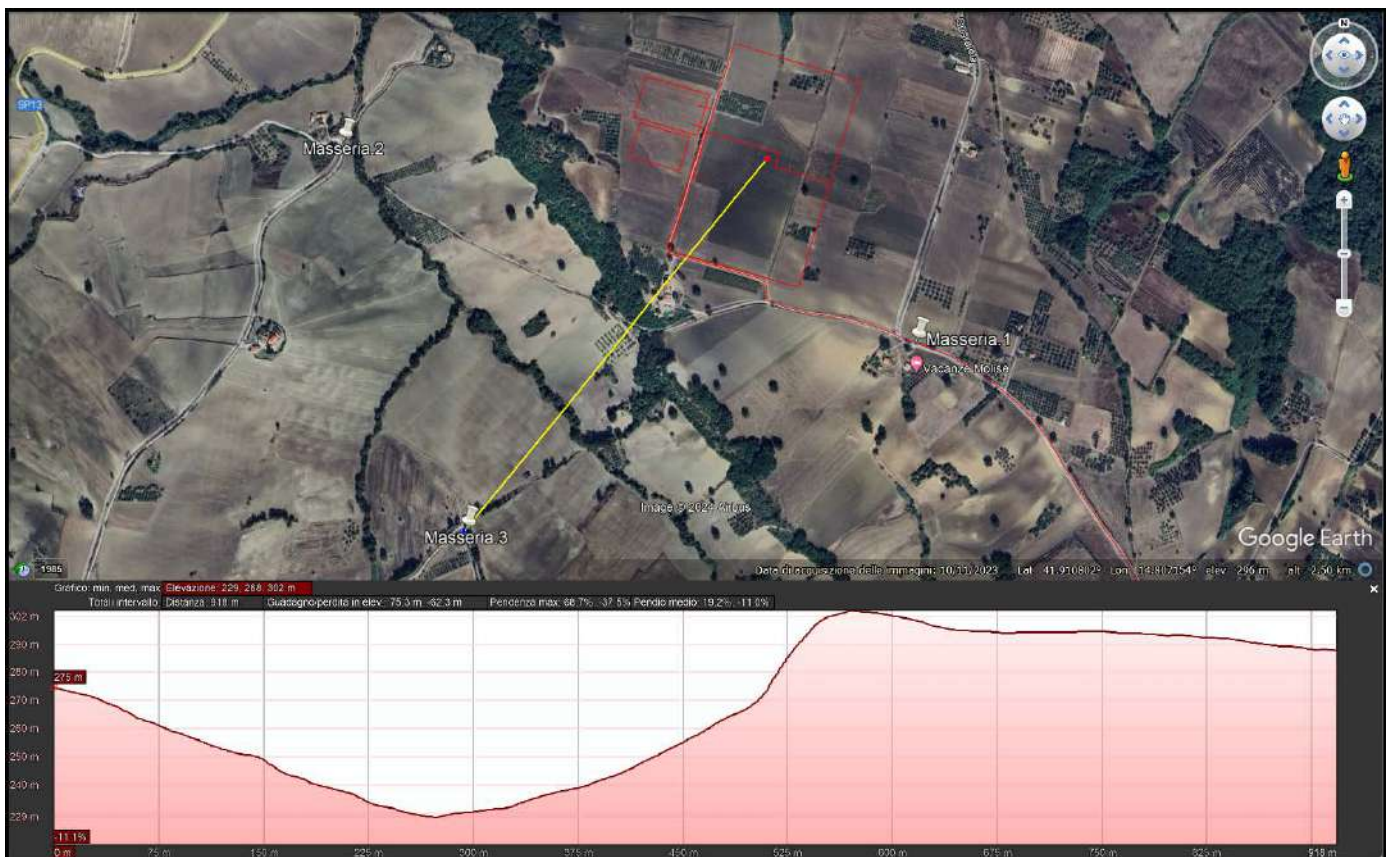 N
SP13
Masseria.2
Masseria.1
Vacanze Molise
Image © 2024 Airbus
Masseria.3
Google Earth
1985
Data di acquisizione delle immagini: 10/11/2023 Lat 41.910802° Lon 14.802154° elev 296 m alt 2.50 km
Grafico: min, med, max Elevazione: 229, 268, 302 m
Totali intervallo Distanza: 918 m Guadagno/perdita in elev.: 75.3 m, -62.3 m Pendenza max: 68.7%, -37.5% Pendio medio: 19.2%, -11.0%
302 m
290 m
280 m
275 m
270 m
260 m
250 m
240 m
229 m
-11.1%
0 m 75 m 150 m 225 m 300 m 375 m 450 m 525 m 600 m 675 m 750 m 825 m 918 m